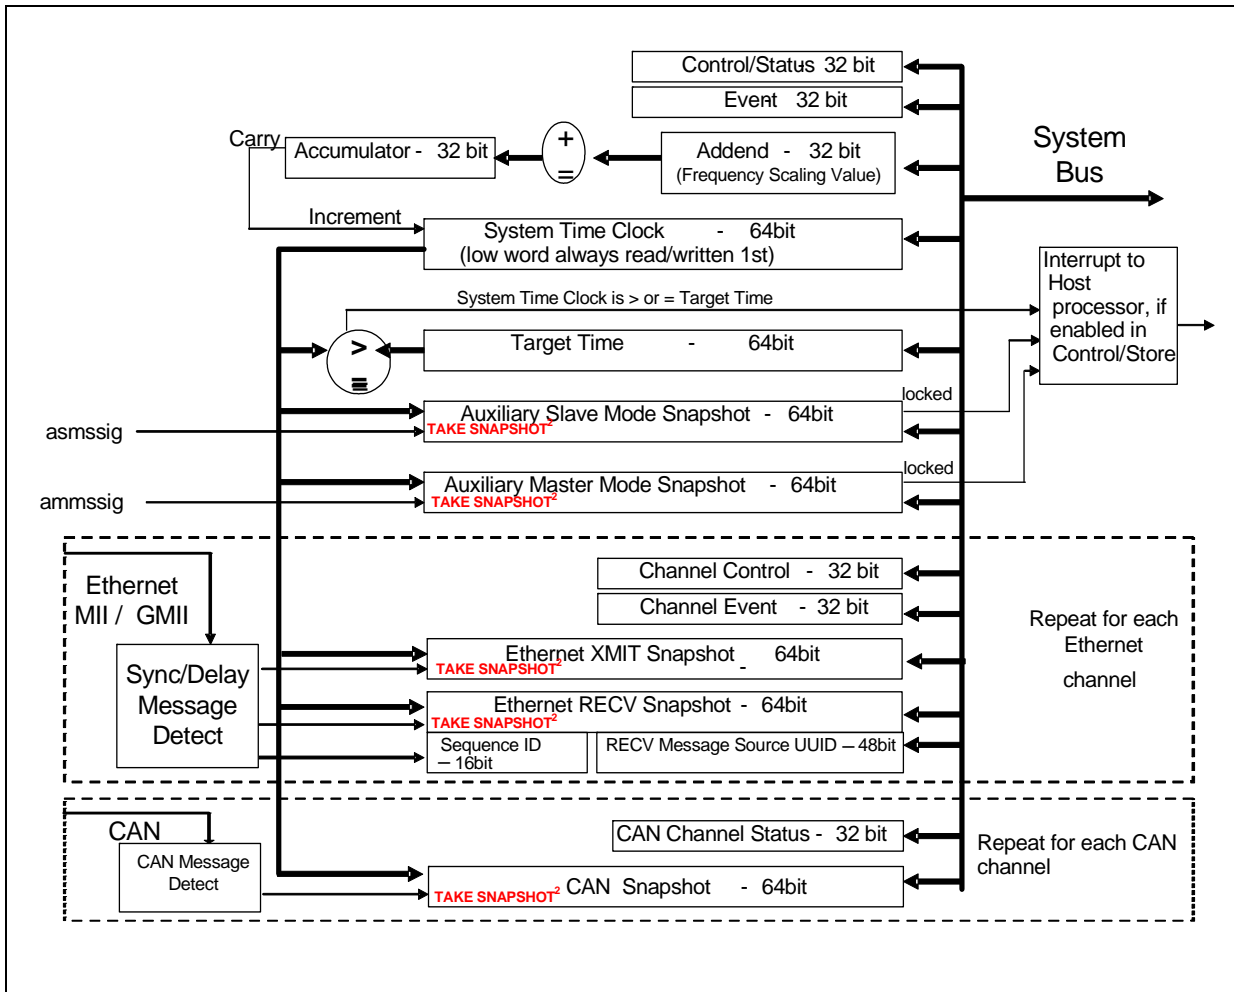 Control/Status - 32 bit
Event - 32 bit
Carry
Accumulator - 32 bit
+
=
Addend - 32 bit
(Frequency Scaling Value)
System
Bus
Increment
System Time Clock - 64bit
(low word always read/written 1st)
Interrupt to
Host
processor, if
enabled in
Control/Store
System Time Clock is > or = Target Time
>
=
Target Time - 64bit
locked
Auxiliary Slave Mode Snapshot - 64bit
asmssig
TAKE SNAPSHOT2
locked
Auxiliary Master Mode Snapshot - 64bit
ammssig
TAKE SNAPSHOT2
Ethernet
MII / GMII
Channel Control - 32 bit
Channel Event - 32 bit
Repeat for each
Ethernet
channel
Sync/Delay
Message
Detect
Ethernet XMIT Snapshot - 64bit
TAKE SNAPSHOT2
Ethernet RECV Snapshot - 64bit
TAKE SNAPSHOT2
Sequence ID
– 16bit
RECV Message Source UUID – 48bit
CAN
CAN Channel Status - 32 bit
Repeat for each CAN
channel
CAN Message
Detect
TAKE SNAPSHOT2
CAN Snapshot - 64bit